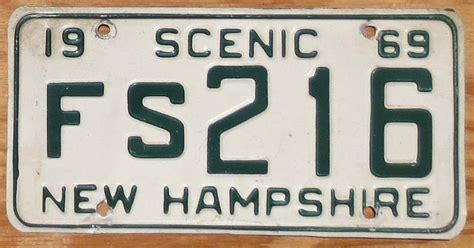 19 SCENIC 69
FS216
NEW HAMPSHIRE